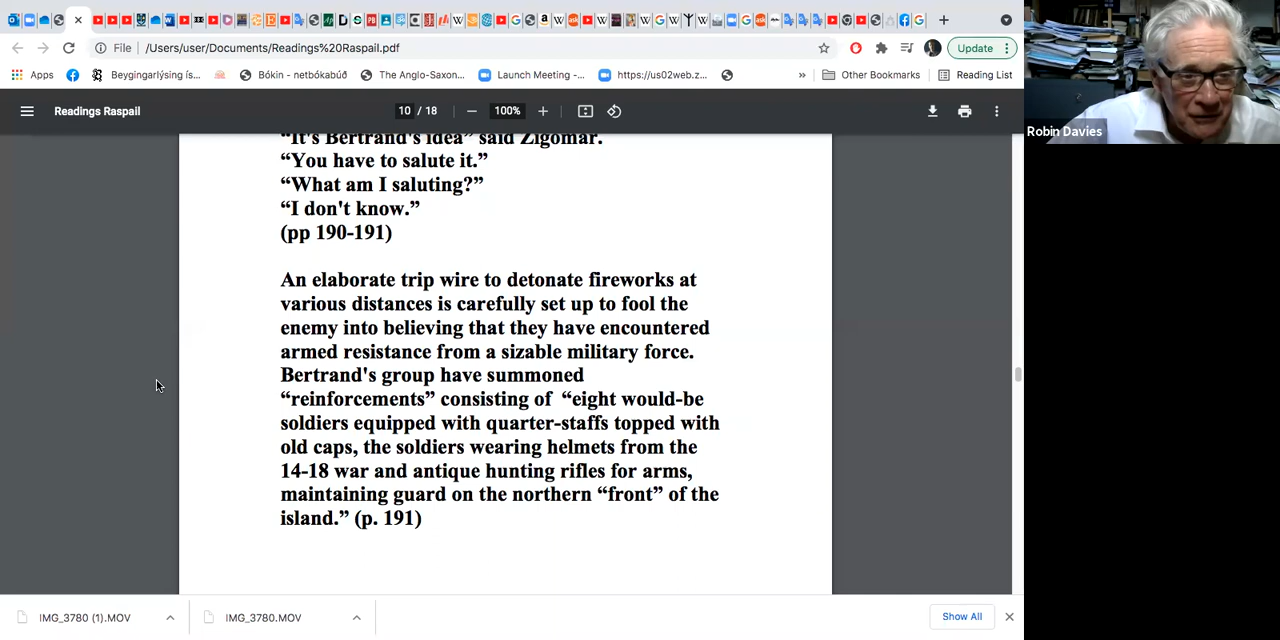 File
/Users/user/Documents/Readings%20Raspail.pdf
Update
Apps
Beygingarlýsing ís...
Bókin - netbókabúð
The Anglo-Saxon...
Launch Meeting -...
https://us02web.z...
»
Other Bookmarks
Reading List
Readings Raspail
10 / 18
100%
“It's Bertrand's idea” said Zigomar.
“You have to salute it.”
“What am I saluting?”
“I don't know.”
(pp 190-191)
An elaborate trip wire to detonate fireworks at
various distances is carefully set up to fool the
enemy into believing that they have encountered
armed resistance from a sizable military force.
Bertrand's group have summoned
“reinforcements” consisting of “eight would-be
soldiers equipped with quarter-staffs topped with
old caps, the soldiers wearing helmets from the
14-18 war and antique hunting rifles for arms,
maintaining guard on the northern “front” of the
island.” (p. 191)
IMG_3780 (1).MOV
IMG_3780.MOV
Show All
Robin Davies